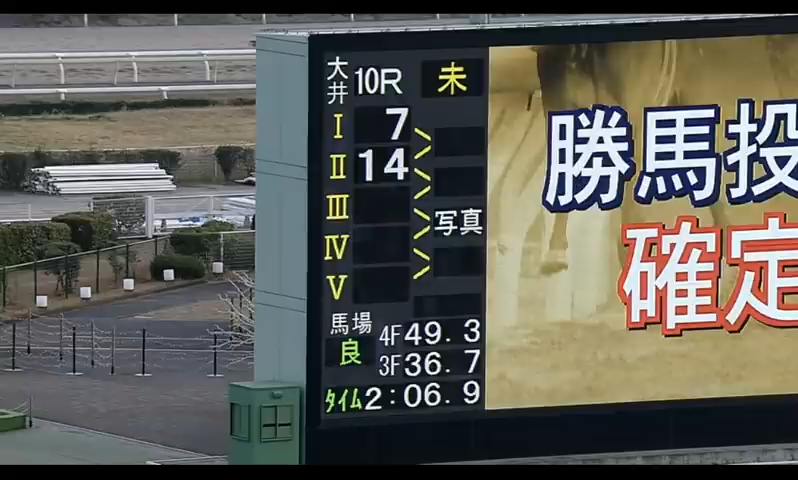 大井 10R 未
I 7
II 14
III
写真
IV
V
馬場 良
4F 49.3
3F 36.7
タイム 2:06.9
勝馬投
確定